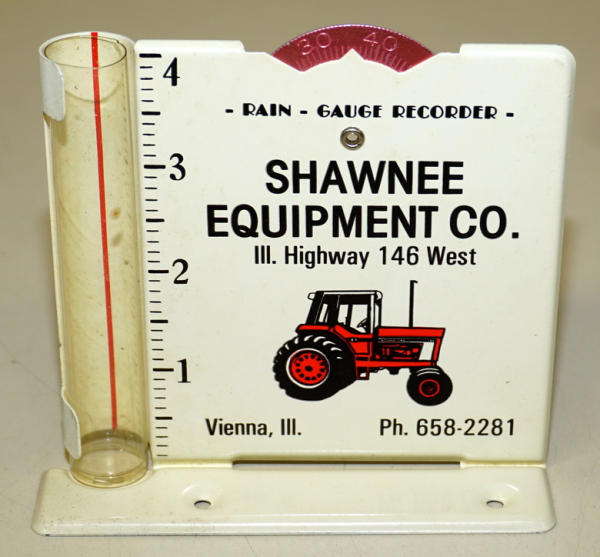 30 40
- RAIN - GAUGE RECORDER -
4
3
2
1
SHAWNEE
EQUIPMENT CO.
Ill. Highway 146 West
Vienna, Ill. Ph. 658-2281